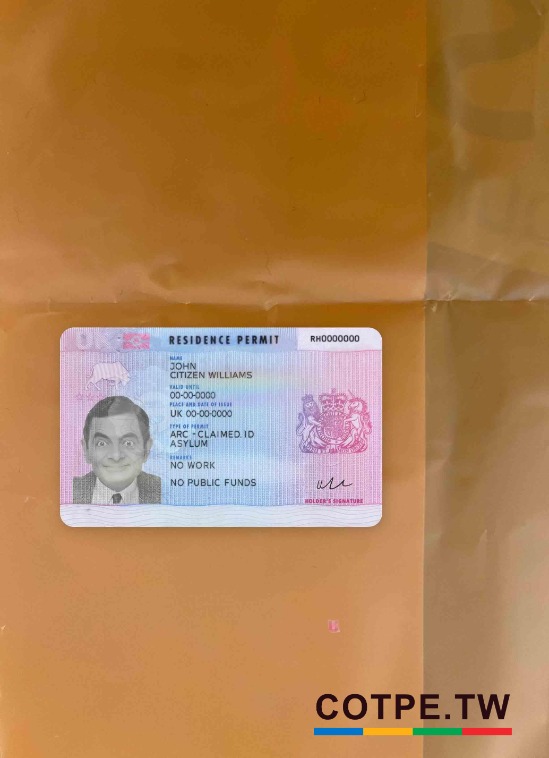 UK
RESIDENCE PERMIT
RH0000000
NAME
JOHN
CITIZEN WILLIAMS
VALID UNTIL
00-00-0000
PLACE AND DATE OF ISSUE
UK 00-00-0000
TYPE OF PERMIT
ARC - CLAIMED.ID
ASYLUM
REMARKS
NO WORK
NO PUBLIC FUNDS
HOLDER'S SIGNATURE
COTPE.TW